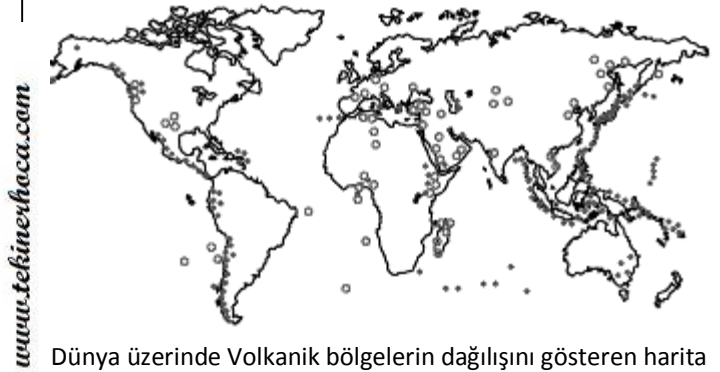 www.tekinerhoca.com
Dünya üzerinde Volkanik bölgelerin dağılışını gösteren harita